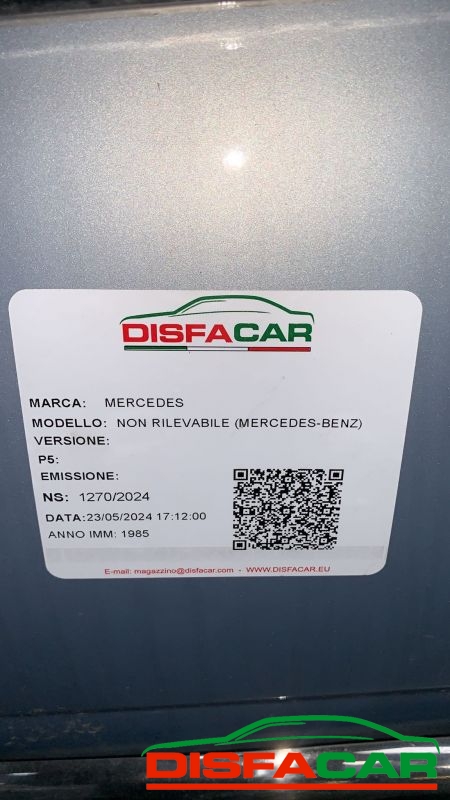 DISFACAR
MARCA: MERCEDES
MODELLO: NON RILEVABILE (MERCEDES-BENZ)
VERSIONE:
P5:
EMISSIONE:
NS: 1270/2024
DATA:23/05/2024 17:12:00
ANNO IMM: 1985
E-mail: magazzino@disfacar.com - WWW.DISFACAR.EU
DISFACAR